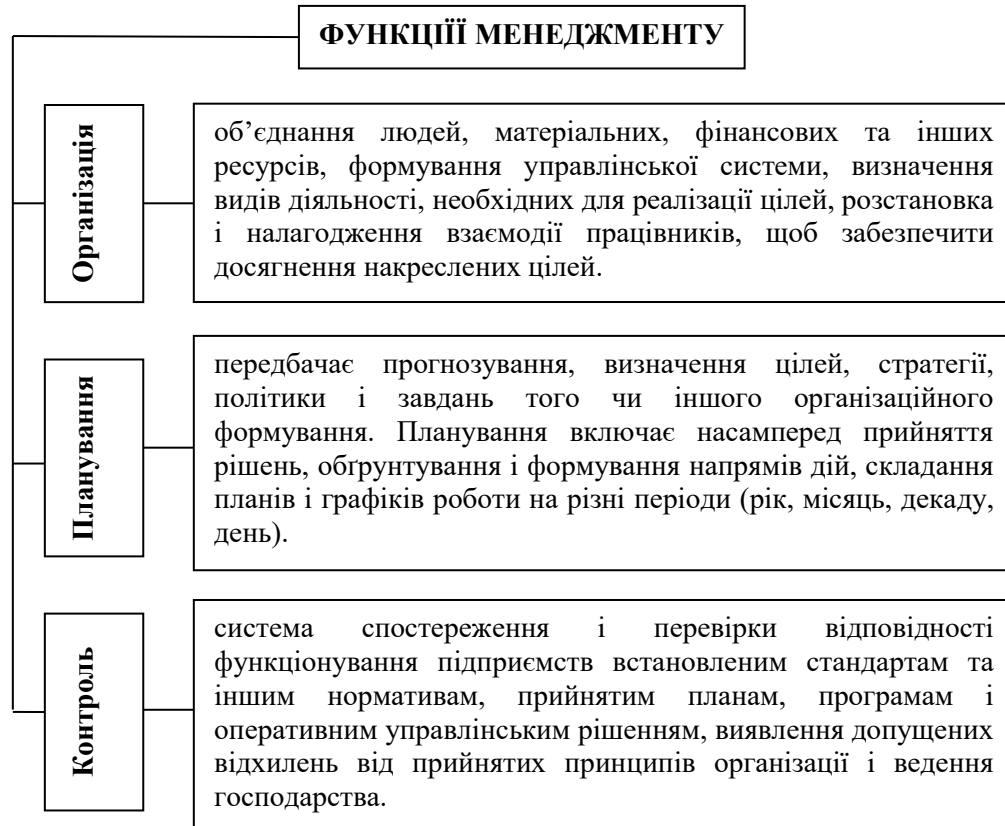 ФУНКЦІЇЇ МЕНЕДЖМЕНТУ
Організація
об’єднання людей, матеріальних, фінансових та інших
ресурсів, формування управлінської системи, визначення
видів діяльності, необхідних для реалізації цілей, розстановка
і налагодження взаємодії працівників, щоб забезпечити
досягнення накреслених цілей.
Планування
передбачає прогнозування, визначення цілей, стратегії,
політики і завдань того чи іншого організаційного
формування. Планування включає насамперед прийняття
рішень, обґрунтування і формування напрямів дій, складання
планів і графіків роботи на різні періоди (рік, місяць, декаду,
день).
Контроль
система спостереження і перевірки відповідності
функціонування підприємств встановленим стандартам та
іншим нормативам, прийнятим планам, програмам і
оперативним управлінським рішенням, виявлення допущених
відхилень від прийнятих принципів організації і ведення
господарства.